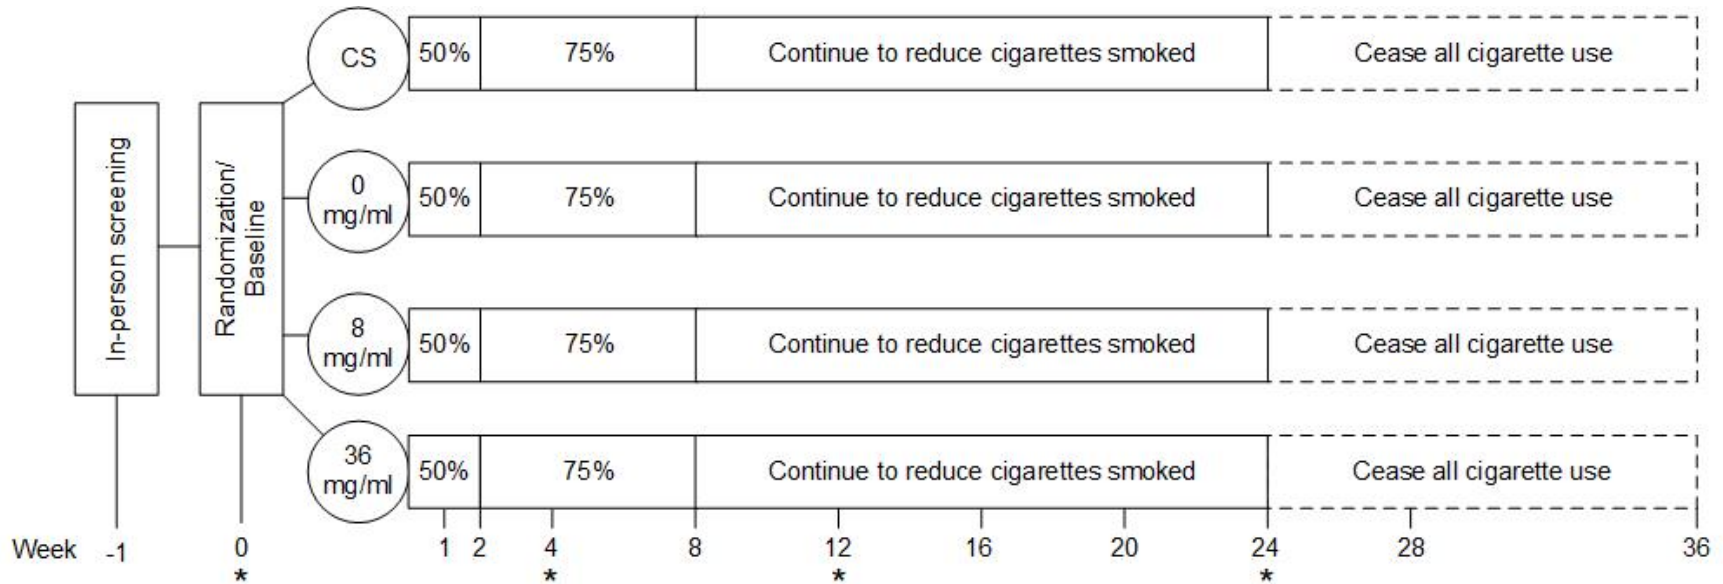 CS
50%
75%
Continue to reduce cigarettes smoked
Cease all cigarette use
In-person screening
Randomization/
Baseline
0
mg/ml
50%
75%
Continue to reduce cigarettes smoked
Cease all cigarette use
8
mg/ml
50%
75%
Continue to reduce cigarettes smoked
Cease all cigarette use
36
mg/ml
50%
75%
Continue to reduce cigarettes smoked
Cease all cigarette use
Week -1 0 1 2 4 8 12 16 20 24 28 36
* * * *